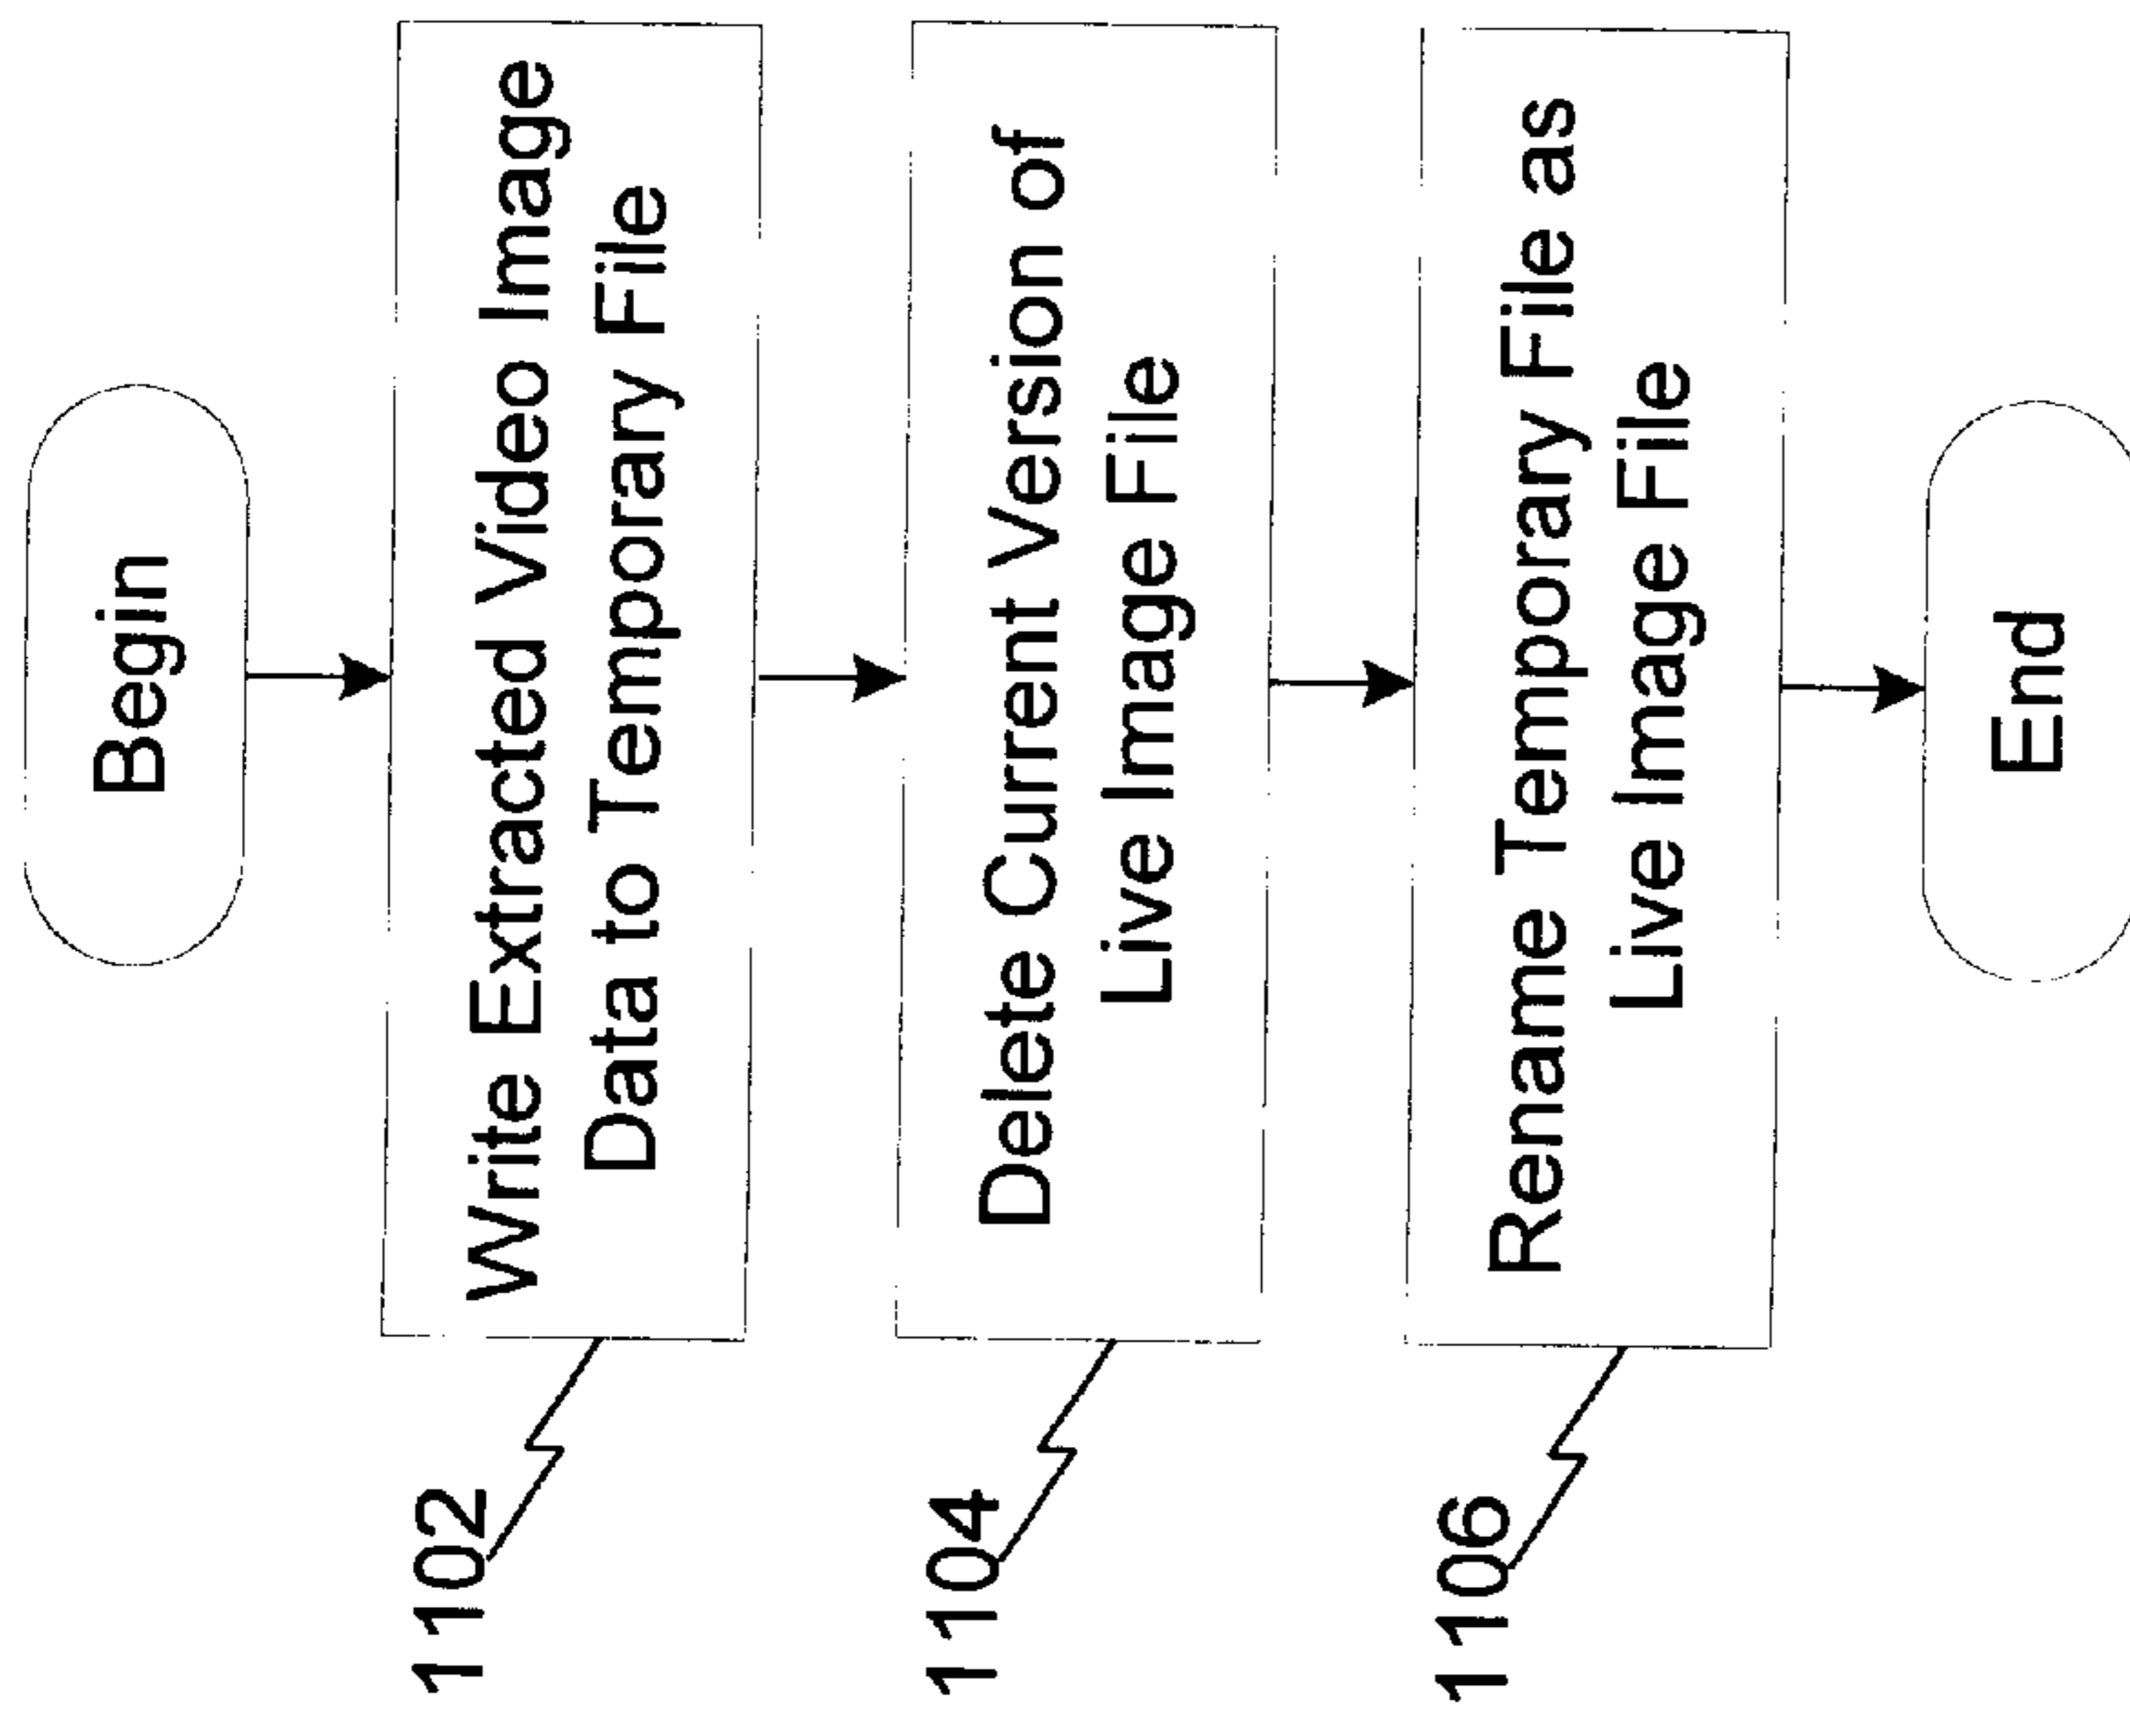 Begin
1102
Write Extracted Video Image
Data to Temporary File
1104
Delete Current Version of
Live Image File
1106
Rename Temporary File as
Live Image File
End